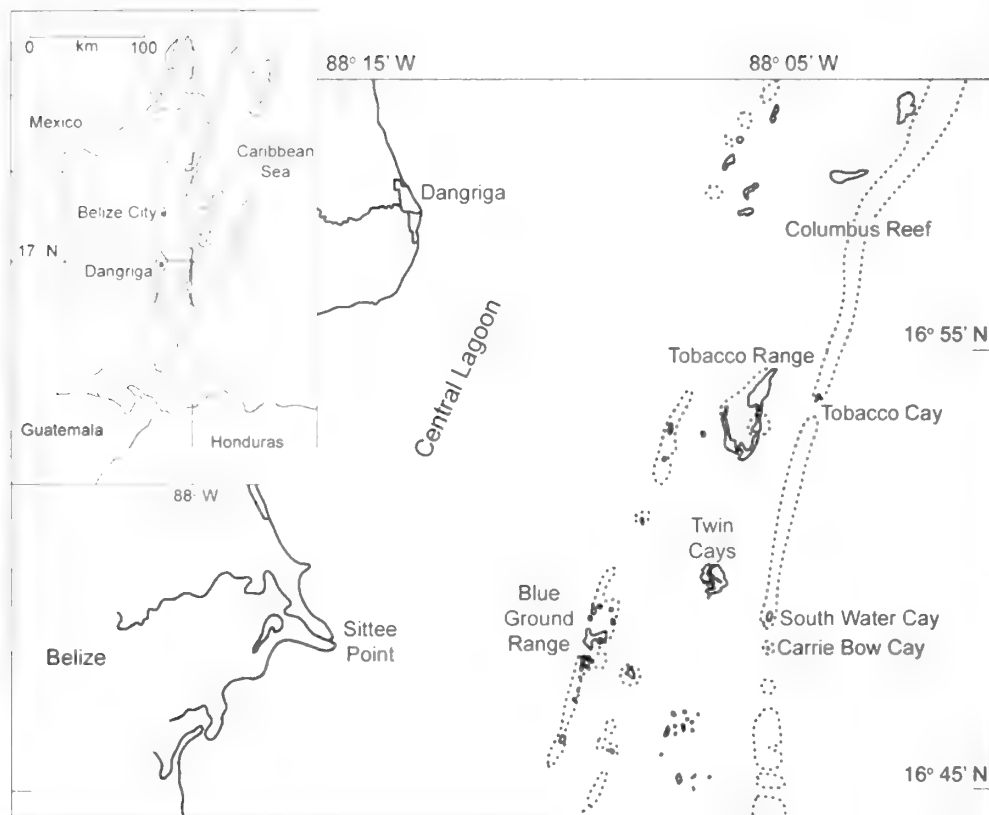 0 km 100
88° 15' W
88° 05' W
Mexico
Caribbean
Sea
Dangriga
Belize City
Columbus Reef
17 N
Dangriga
16° 55' N
Central Lagoon
Tobacco Range
Tobacco Cay
Guatemala
Honduras
88° W
Twin
Cays
Blue
Ground
Range
South Water Cay
Sittee
Point
Carrie Bow Cay
Belize
16° 45' N